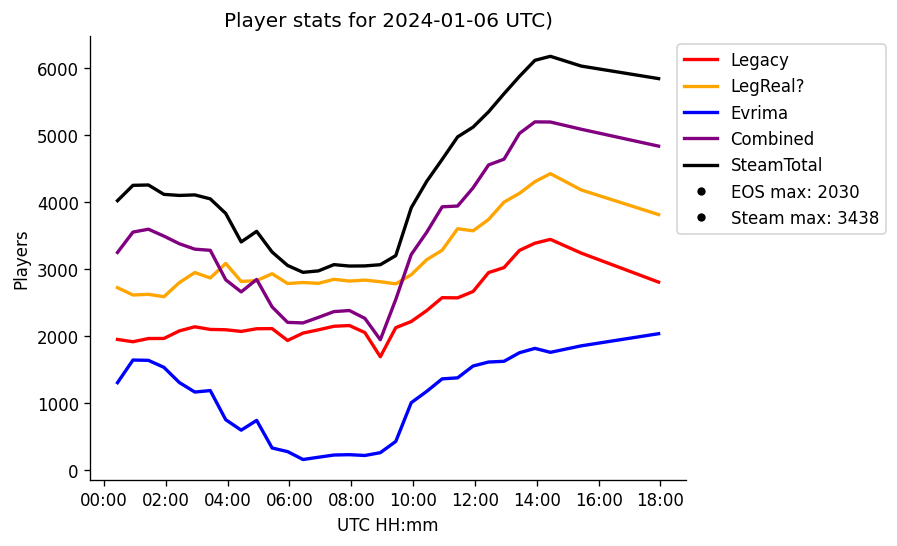 Player stats for 2024-01-06 UTC)
Players
6000
5000
4000
3000
2000
1000
0
00:00 02:00 04:00 06:00 08:00 10:00 12:00 14:00 16:00 18:00
UTC HH:mm
Legacy
LegReal?
Evrima
Combined
SteamTotal
EOS max: 2030
Steam max: 3438